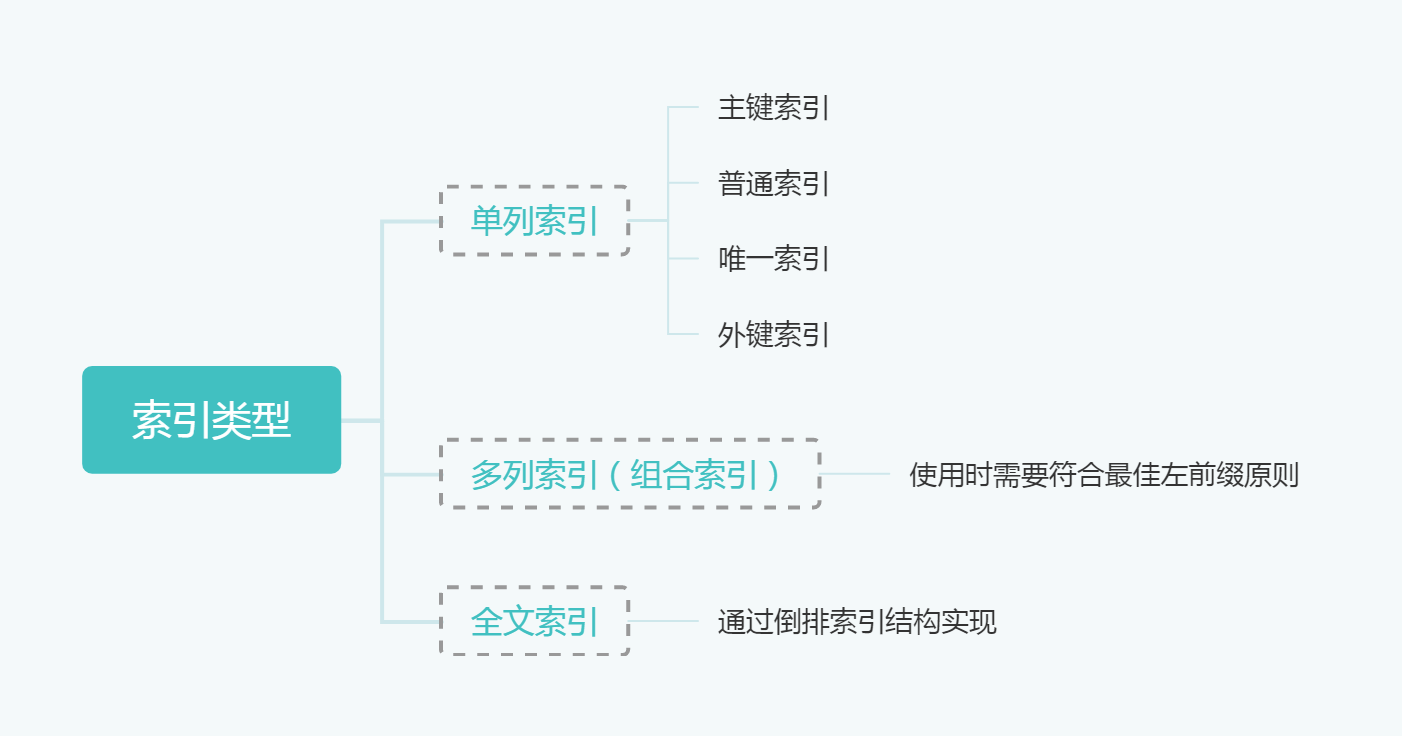 索引类型
单列索引
主键索引
普通索引
唯一索引
外键索引
多列索引（组合索引）
使用时需要符合最佳左前缀原则
全文索引
通过倒排索引结构实现